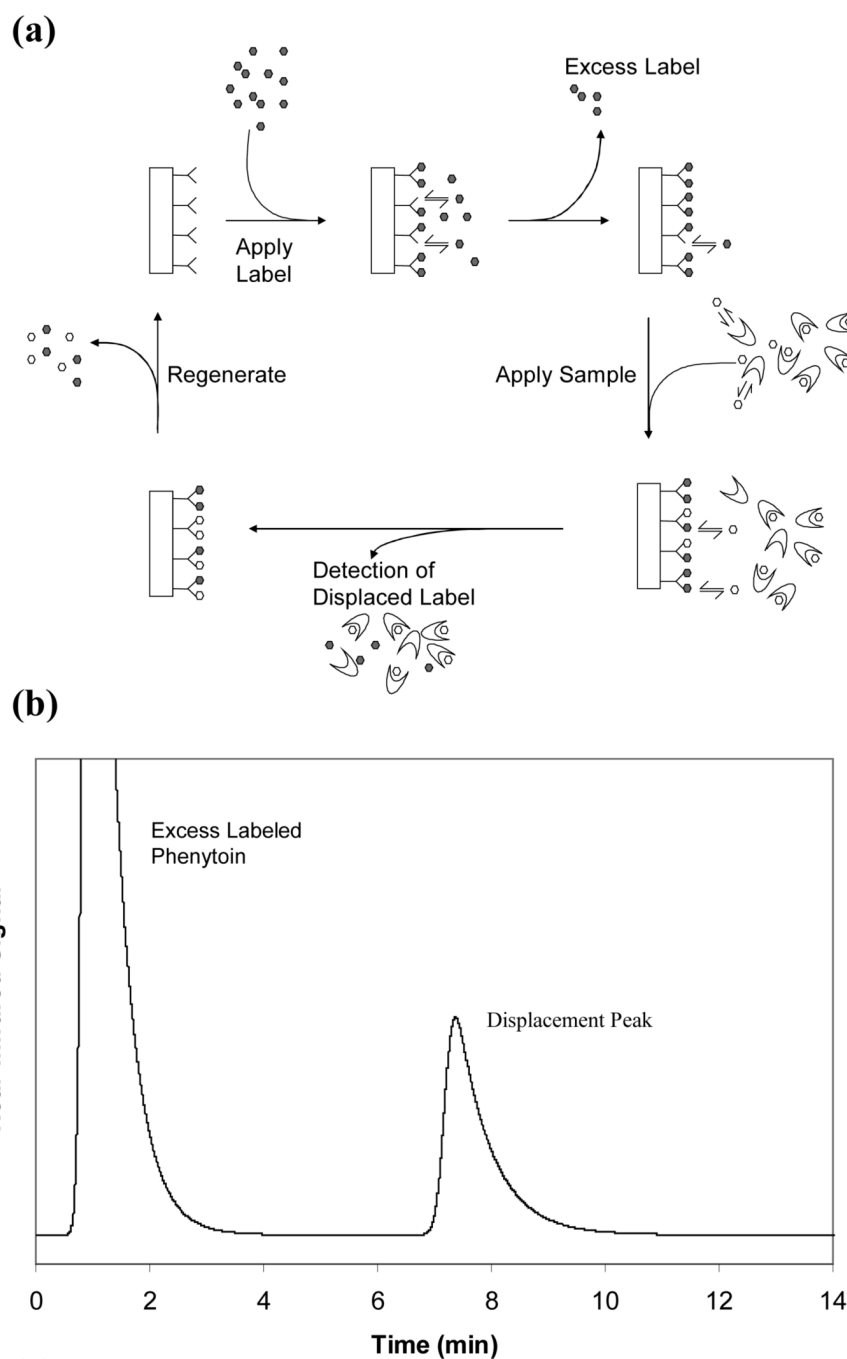 (a)
Excess Label
Apply
Label
Regenerate
Apply Sample
Detection of
Displaced Label
(b)
Excess Labeled
Phenytoin
Displacement Peak
0 2 4 6 8 10 12 14
Time (min)